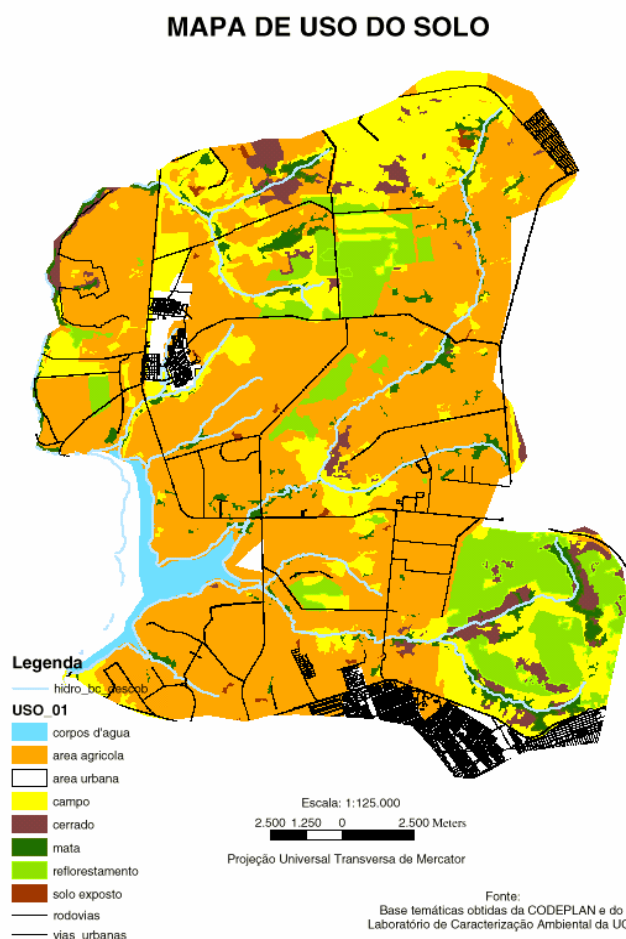 MAPA DE USO DO SOLO
Legenda
hidro_bc_descob
USO_01
corpos d'agua
area agricola
area urbana
campo
cerrado
mata
reflorestamento
solo exposto
rodovias
vias_urbanas
Escala: 1:125.000
2.500 1.250 0 2.500 Meters
Projeção Universal Transversa de Mercator
Fonte:
Base temáticas obtidas da CODEPLAN e do
Laboratório de Caracterização Ambiental da UC